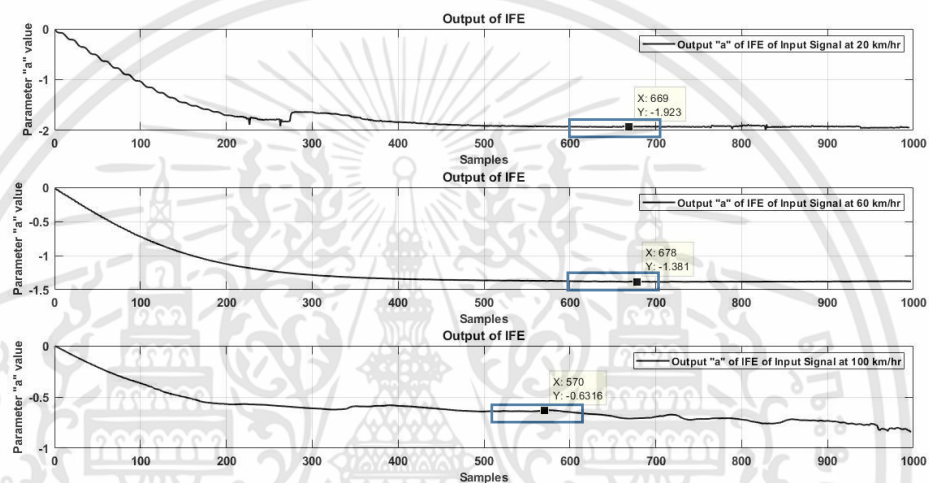 Output of IFE
Parameter "a" value
0
-1
-2
Output "a" of IFE of Input Signal at 20 km/hr
X: 669
Y: -1.923
0 100 200 300 400 500 600 700 800 900 1000
Samples
Output of IFE
Parameter "a" value
0
-0.5
-1
-1.5
Output "a" of IFE of Input Signal at 60 km/hr
X: 678
Y: -1.381
0 100 200 300 400 500 600 700 800 900 1000
Samples
Output of IFE
Parameter "a" value
0
-0.5
-1
Output "a" of IFE of Input Signal at 100 km/hr
X: 570
Y: -0.6316
0 100 200 300 400 500 600 700 800 900 1000
Samples